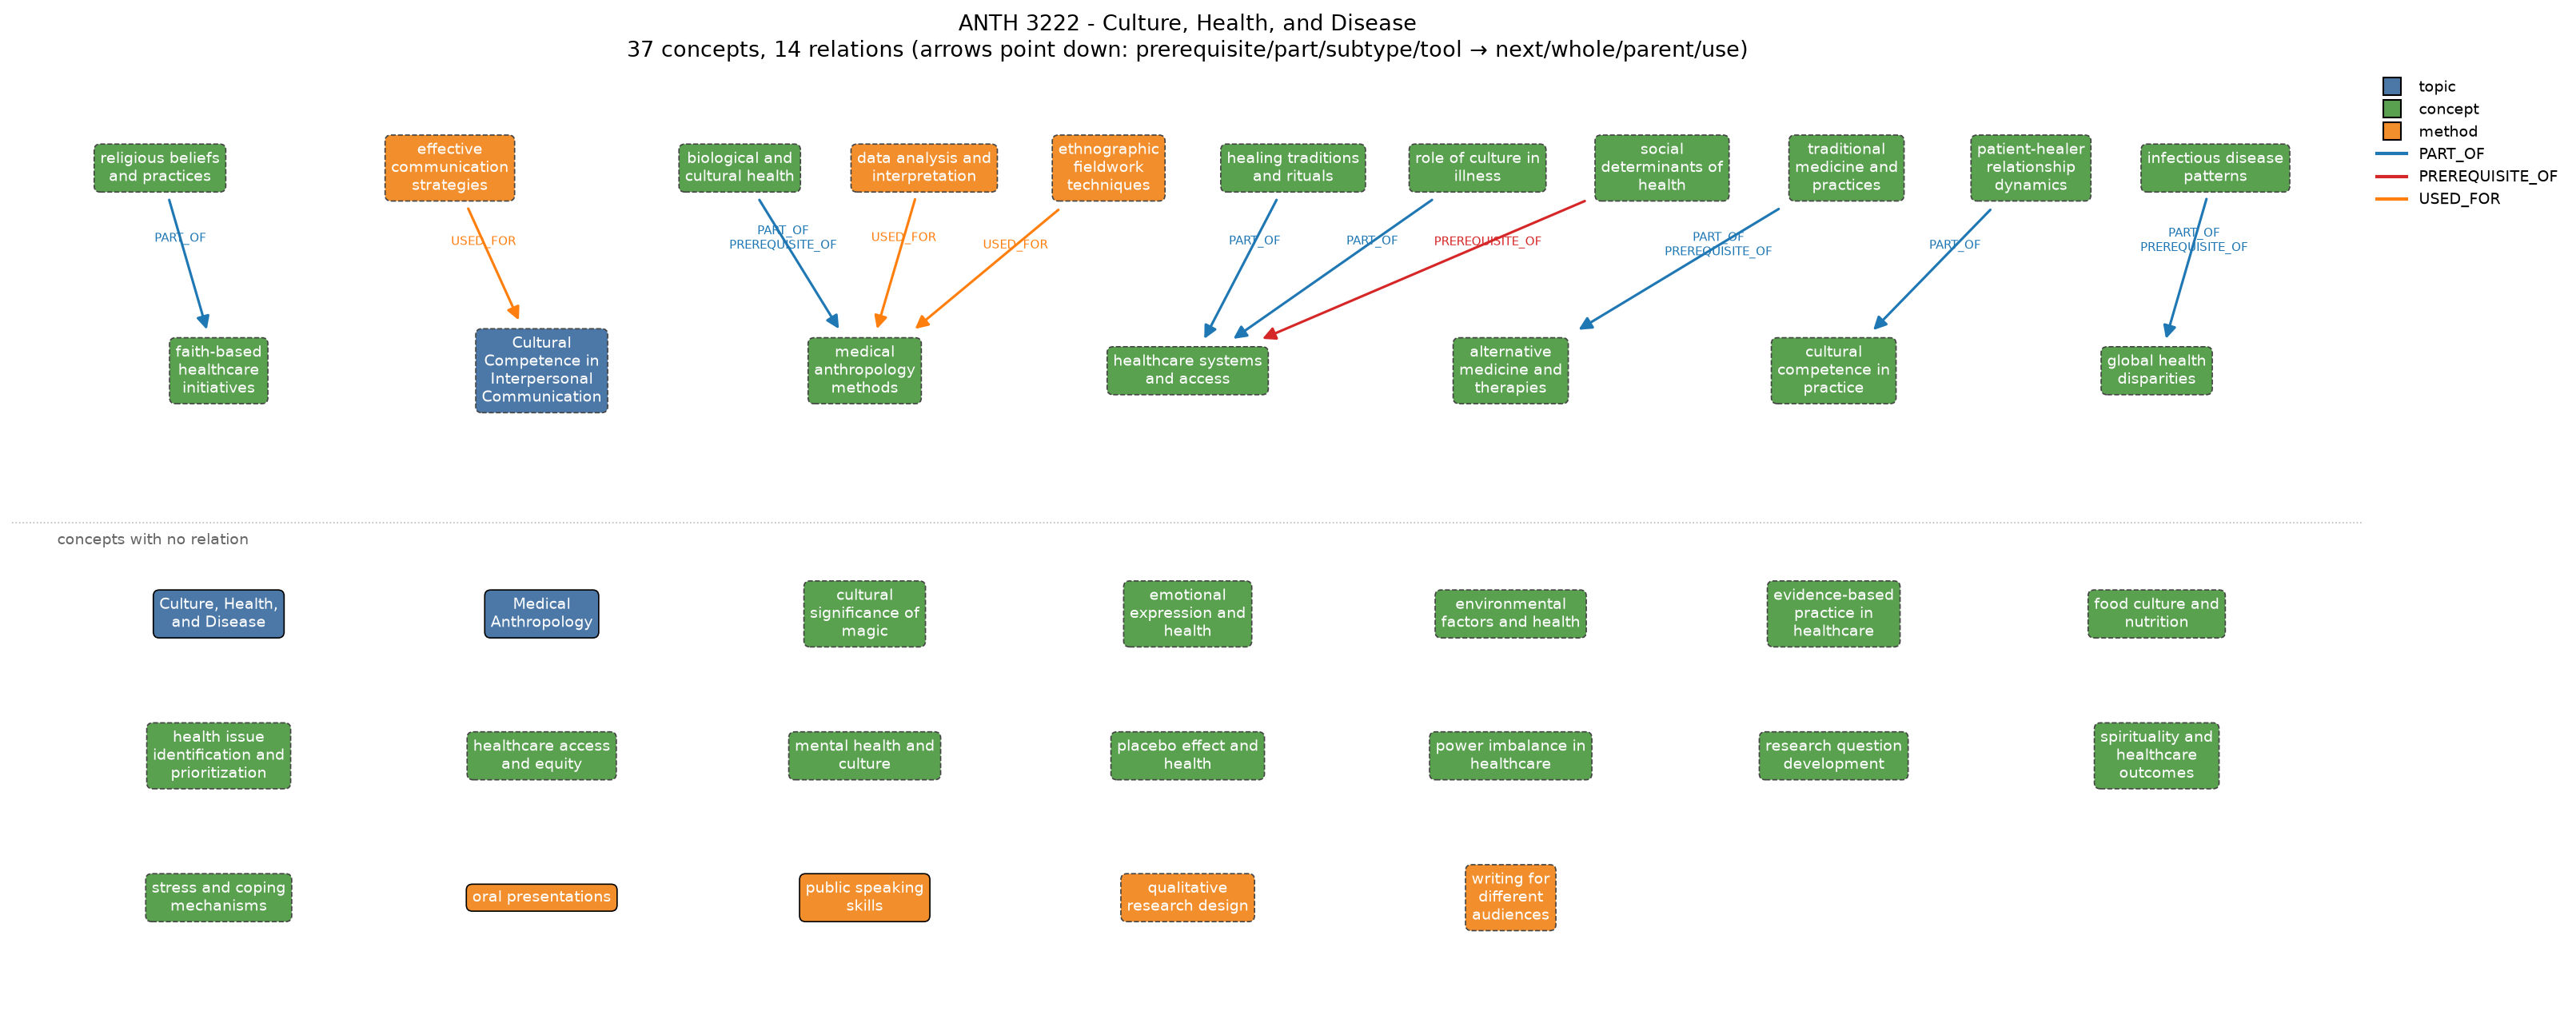 ANTH 3222 - Culture, Health, and Disease
37 concepts, 14 relations (arrows point down: prerequisite/part/subtype/tool → next/whole/parent/use)
topic
concept
method
PART_OF
PREREQUISITE_OF
USED_FOR
religious beliefs
and practices
effective
communication
strategies
biological and
cultural health
data analysis and
interpretation
ethnographic
fieldwork
techniques
healing traditions
and rituals
role of culture in
illness
social
determinants of
health
traditional
medicine and
practices
patient-healer
relationship
dynamics
infectious disease
patterns
PART_OF
USED_FOR
PART_OF
PREREQUISITE_OF
USED_FOR
USED_FOR
PART_OF
PART_OF
PREREQUISITE_OF
PART_OF
PREREQUISITE_OF
PART_OF
PART_OF
PREREQUISITE_OF
faith-based
healthcare
initiatives
Cultural
Competence in
Interpersonal
Communication
medical
anthropology
methods
healthcare systems
and access
alternative
medicine and
therapies
cultural
competence in
practice
global health
disparities
concepts with no relation
Culture, Health,
and Disease
Medical
Anthropology
cultural
significance of
magic
emotional
expression and
health
environmental
factors and health
evidence-based
practice in
healthcare
food culture and
nutrition
health issue
identification and
prioritization
healthcare access
and equity
mental health and
culture
placebo effect and
health
power imbalance in
healthcare
research question
development
spirituality and
healthcare
outcomes
stress and coping
mechanisms
oral presentations
public speaking
skills
qualitative
research design
writing for
different
audiences